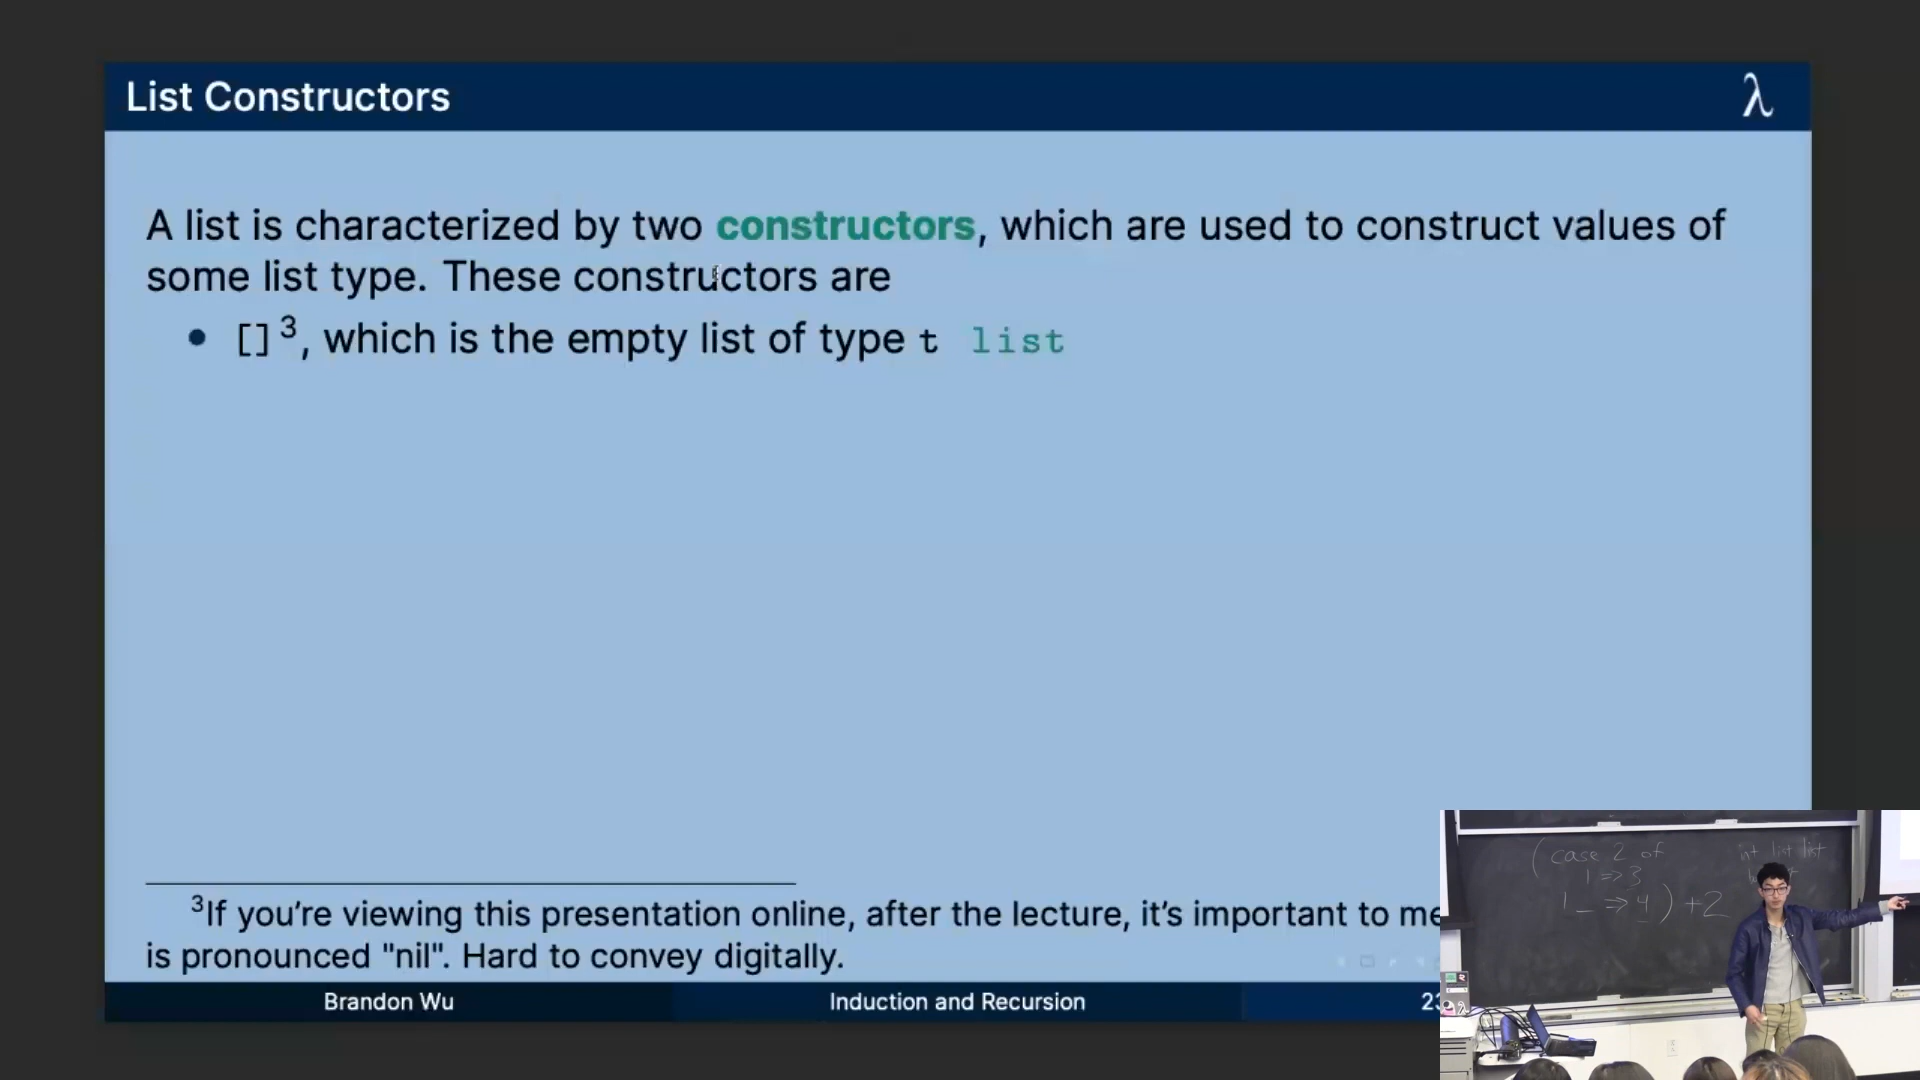 List Constructors
λ
A list is characterized by two constructors, which are used to construct values of
some list type. These constructors are
• []³, which is the empty list of type t list
³If you’re viewing this presentation online, after the lecture, it’s important to
is pronounced "nil". Hard to convey digitally.
Brandon Wu
Induction and Recursion
(case 2 of
1 => 3
| _ => 4) + 2
int list list